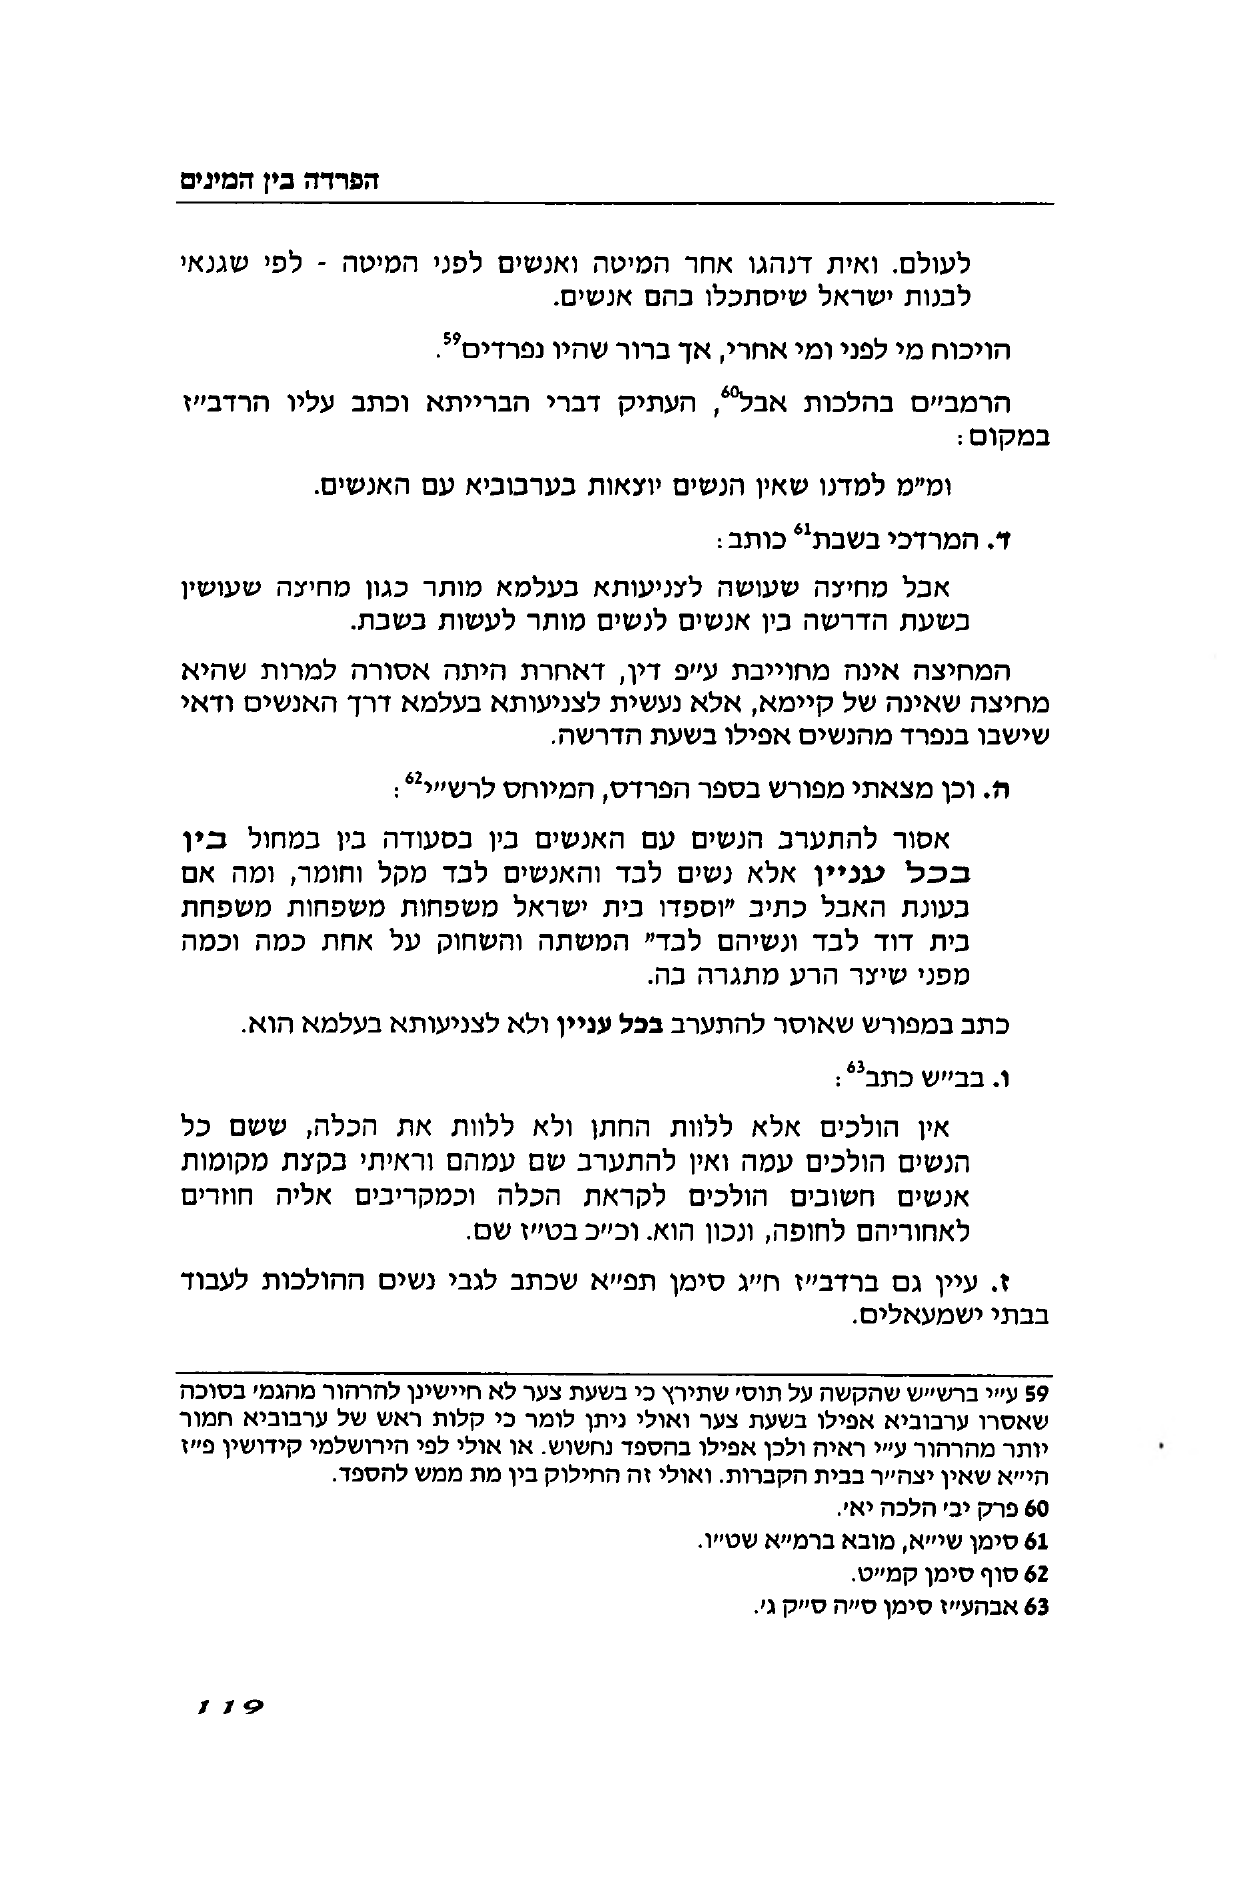 הפרדה בין המינים
לעולם. ואית דנהגו אחר המיטה ואנשים לפני המיטה - לפי שגנאי
לבנות ישראל שיסתכלו בהם אנשים.
הויכוח מי לפני ומי אחרי, אך ברור שהיו נפרדים59.
הרמב״ם בהלכות אבל60, העתיק דברי הברייתא וכתב עליו הרדב״ז
במקום:
ומ״מ למדנו שאין הנשים יוצאות בערבוביא עם האנשים.
ד. המרדכי בשבת61 כותב:
אבל מחיצה שעושה לצניעותא בעלמא מותר כגון מחיצה שעושין
בשעת הדרשה בין אנשים לנשים מותר לעשות בשבת.
המחיצה אינה מחוייבת ע״פ דין, דאחרת היתה אסורה למרות שהיא
מחיצה שאינה של קיימא, אלא נעשית לצניעותא בעלמא דרך האנשים ודאי
שישבו בנפרד מהנשים אפילו בשעת הדרשה.
ה. וכן מצאתי מפורש בספר הפרדס, המיוחס לרש״י62:
אסור להתערב הנשים עם האנשים בין בסעודה בין במחול בין
בכל עניין אלא נשים לבד והאנשים לבד מקל וחומר, ומה אם
בעונת האבל כתיב ״וספדו בית ישראל משפחות משפחות משפחת
בית דוד לבד ונשיהם לבד״ המשתה והשחוק על אחת כמה וכמה
מפני שיצר הרע מתגרה בה.
כתב במפורש שאוסר להתערב בכל עניין ולא לצניעותא בעלמא הוא.
ו. בב״ש כתב63:
אין הולכים אלא ללוות החתן ולא ללוות את הכלה, ששם כל
הנשים הולכים עמה ואין להתערב שם עמהם וראיתי בקצת מקומות
אנשים חשובים הולכים לקראת הכלה וכמקריבים אליה חוזרים
לאחוריהם לחופה, ונכון הוא. וכ״כ בט״ז שם.
ז. עיין גם ברדב״ז ח״ג סימן תפ״א שכתב לגבי נשים ההולכות לעבוד
בבתי ישמעאלים.
59 ע״י ברש״ש שהקשה על תוס׳ שתירץ כי בשעת צער לא חיישינן להרהור מהגמ׳ בסוכה
שאסרו ערבוביא אפילו בשעת צער ואולי ניתן לומר כי קלות ראש של ערבוביא חמור
יותר מהרהור ע״י ראיה ולכן אפילו בהספד נחשוש. או אולי לפי הירושלמי קידושין פ״ז
הי״א שאין יצה״ר בבית הקברות. ואולי זה החילוק בין מת ממש להספד.
60 פרק יב׳ הלכה יא׳.
61 סימן שי״א, מובא ברמ״א שט״ו.
62 סוף סימן קמ״ט.
63 אבהע״ז סימן ס״ה ס״ק ג׳.
119